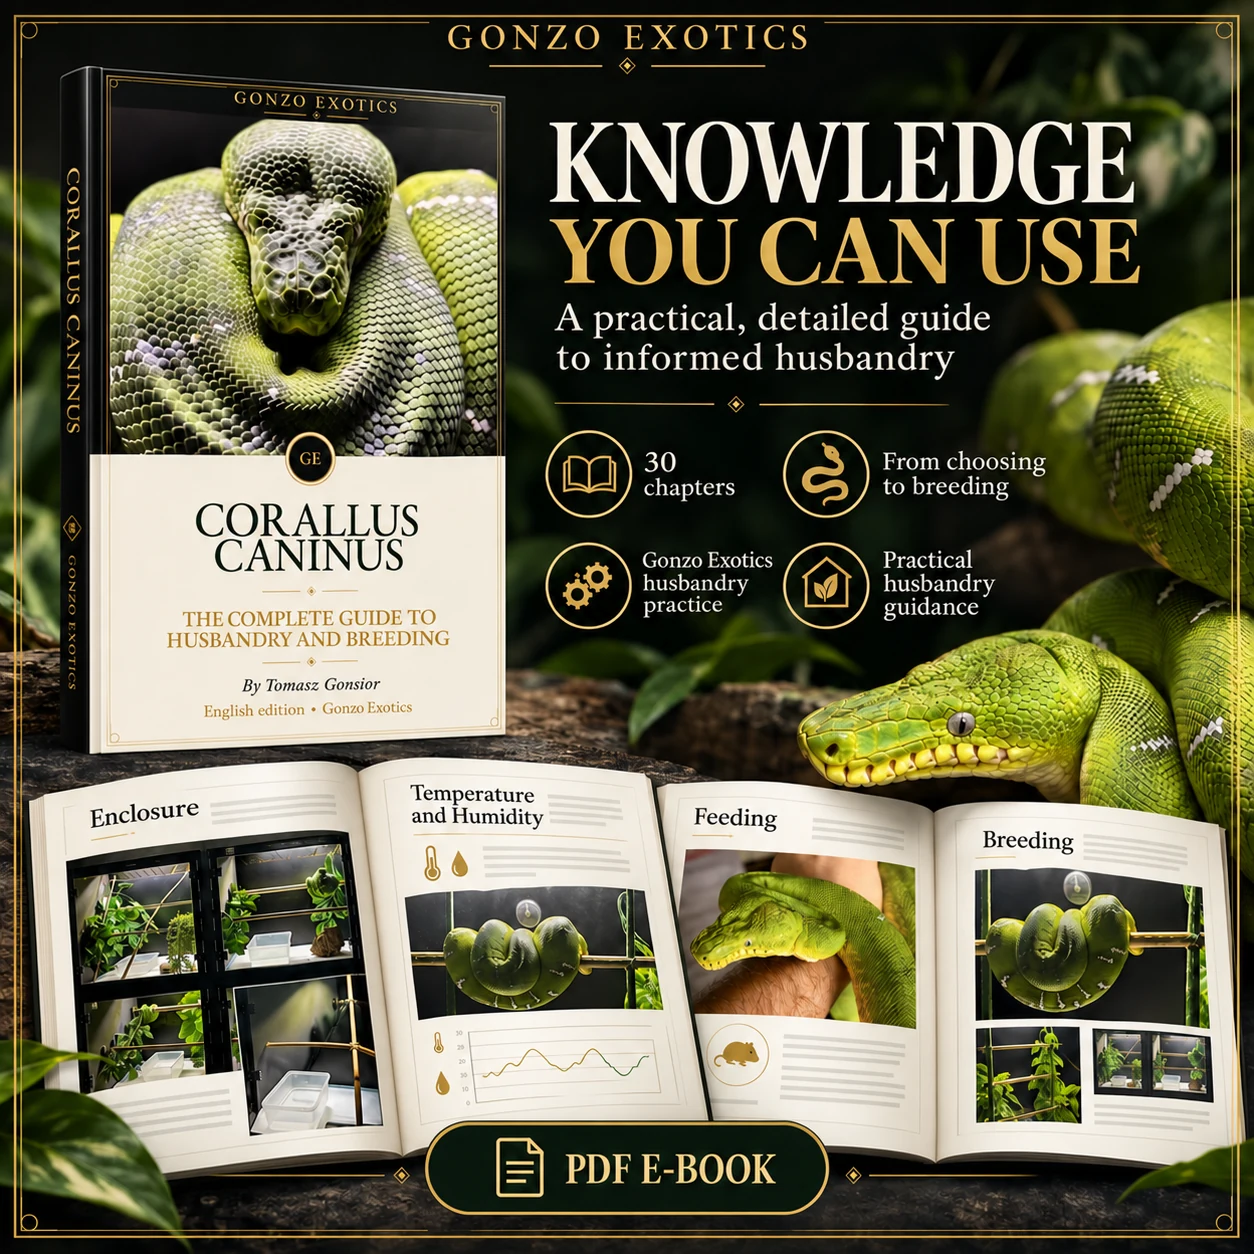 GONZO EXOTICS
GONZO EXOTICS
CORALLUS CANINUS
GE
CORALLUS
CANINUS
THE COMPLETE GUIDE TO
HUSBANDRY AND BREEDING
By Tomasz Gonsior
English edition • Gonzo Exotics
GONZO EXOTICS
KNOWLEDGE
YOU CAN USE
A practical, detailed guide
to informed husbandry
30
chapters
From choosing
to breeding
Gonzo Exotics
husbandry
practice
Practical
husbandry
guidance
Enclosure
Temperature
and Humidity
Feeding
Breeding
PDF E-BOOK